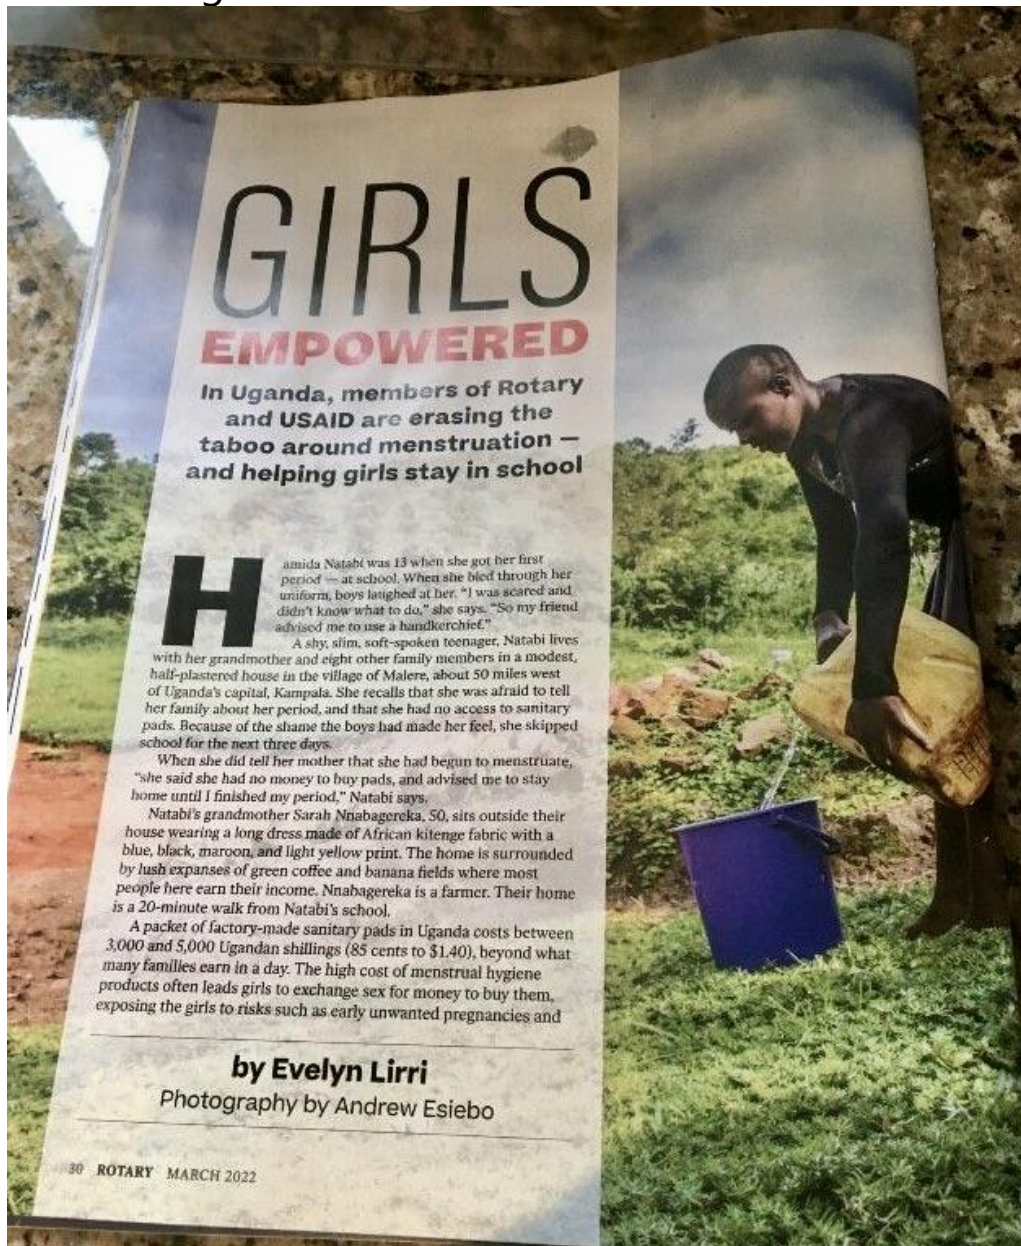 GIRLS
EMPOWERED
In Uganda, members of Rotary
and USAID are erasing the
taboo around menstruation —
and helping girls stay in school
Hamida Natabi was 13 when she got her first
period — at school. When she bled through her
uniform, boys laughed at her. “I was scared and
didn’t know what to do,” she says. “So my friend
advised me to use a handkerchief.”
A shy, slim, soft-spoken teenager, Natabi lives
with her grandmother and eight other family members in a modest,
half-plastered house in the village of Malere, about 50 miles west
of Uganda’s capital, Kampala. She recalls that she was afraid to tell
her family about her period, and that she had no access to sanitary
pads. Because of the shame the boys had made her feel, she skipped
school for the next three days.
When she did tell her mother that she had begun to menstruate,
“she said she had no money to buy pads, and advised me to stay
home until I finished my period,” Natabi says.
Natabi’s grandmother Sarah Nnabagereka, 50, sits outside their
house wearing a long dress made of African kitenge fabric with a
blue, black, maroon, and light yellow print. The home is surrounded
by lush expanses of green coffee and banana fields where most
people here earn their income. Nnabagereka is a farmer. Their home
is a 20-minute walk from Natabi’s school.
A packet of factory-made sanitary pads in Uganda costs between
3,000 and 5,000 Ugandan shillings (85 cents to $1.40), beyond what
many families earn in a day. The high cost of menstrual hygiene
products often leads girls to exchange sex for money to buy them,
exposing the girls to risks such as early unwanted pregnancies and
by Evelyn Lirri
Photography by Andrew Esiebo
30 ROTARY MARCH 2022